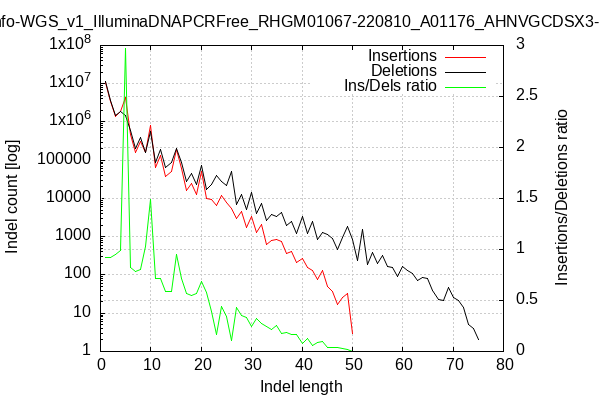 nfo-WGS_v1_IlluminaDNAPCRFree_RHGM01067-220810_A01176_AHNVGCDSX3-
Insertions
Deletions
Ins/Dels ratio
Indel count [log]
1x10^8
1x10^7
1x10^6
100000
10000
1000
100
10
1
3
2.5
2
1.5
1
0.5
0
Insertions/Deletions ratio
0 10 20 30 40 50 60 70 80
Indel length